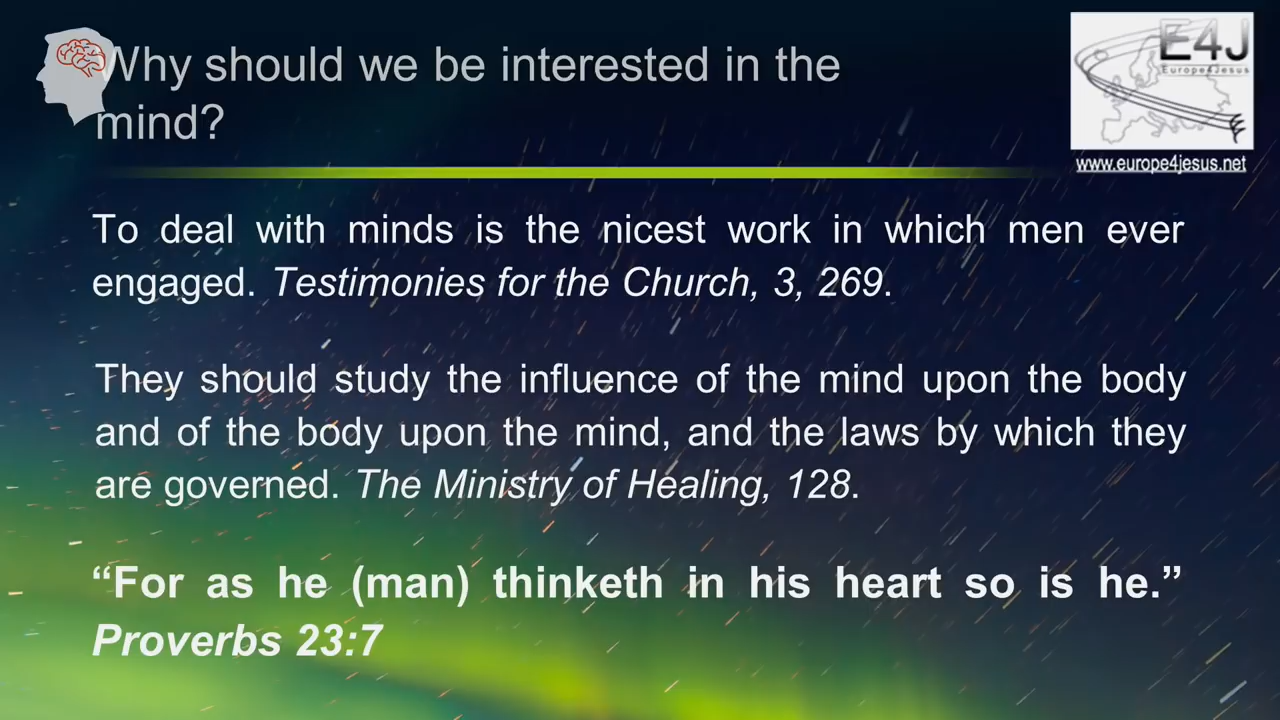 Why should we be interested in the
mind?
E4J
Europe4Jesus
www.europe4jesus.net
To deal with minds is the nicest work in which men ever
engaged. Testimonies for the Church, 3, 269.
They should study the influence of the mind upon the body
and of the body upon the mind, and the laws by which they
are governed. The Ministry of Healing, 128.
“For as he (man) thinketh in his heart so is he.”
Proverbs 23:7